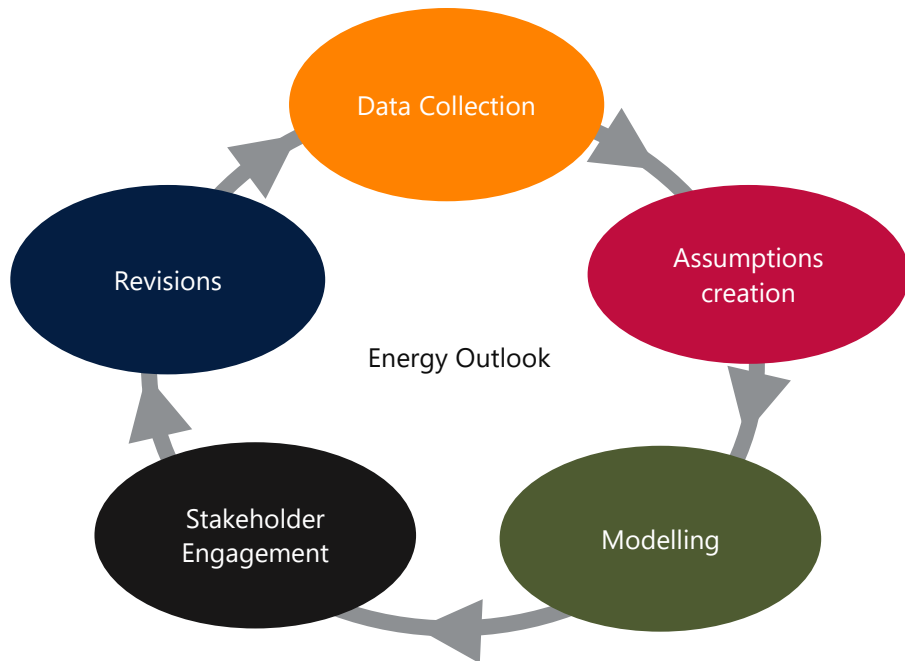 Data Collection
Assumptions
creation
Revisions
Energy Outlook
Stakeholder
Engagement
Modelling